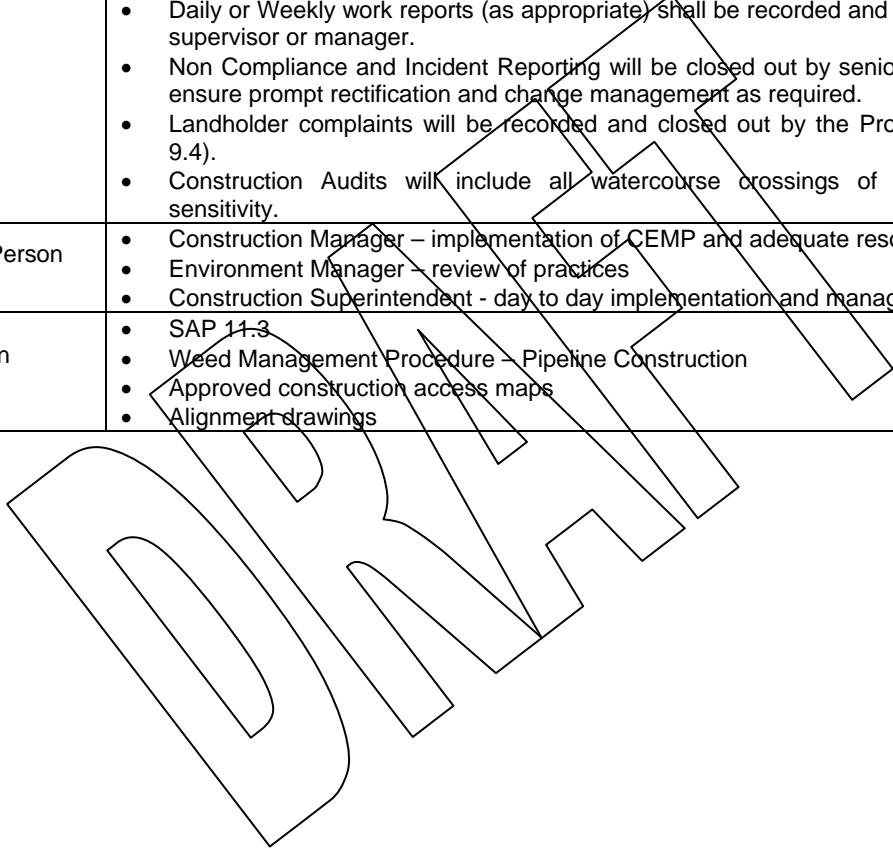 • Daily or Weekly work reports (as appropriate) shall be recorded and
supervisor or manager.
• Non Compliance and Incident Reporting will be closed out by senio
ensure prompt rectification and change management as required.
• Landholder complaints will be recorded and closed out by the Pro
9.4).
• Construction Audits will include all watercourse crossings of
sensitivity.
Person
• Construction Manager – implementation of CEMP and adequate reso
• Environment Manager – review of practices
• Construction Superintendent - day to day implementation and manag
n
• SAP 11.3
• Weed Management Procedure – Pipeline Construction
• Approved construction access maps
• Alignment drawings
DRAFT